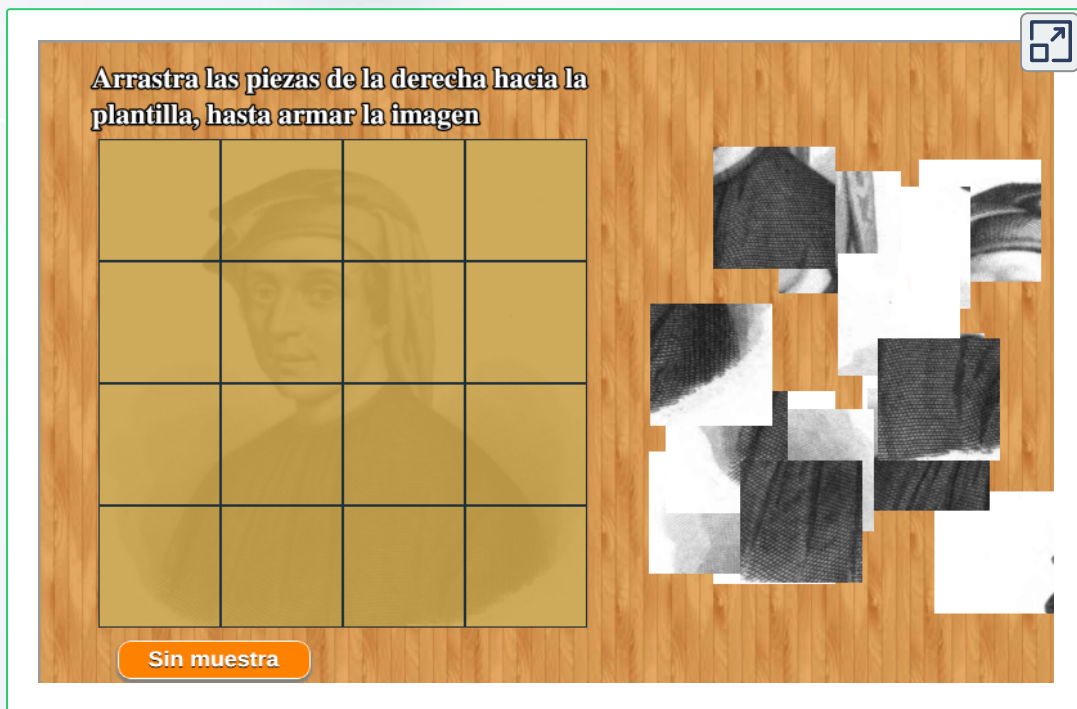 Arrastra las piezas de la derecha hacia la
plantilla, hasta armar la imagen
Sin muestra